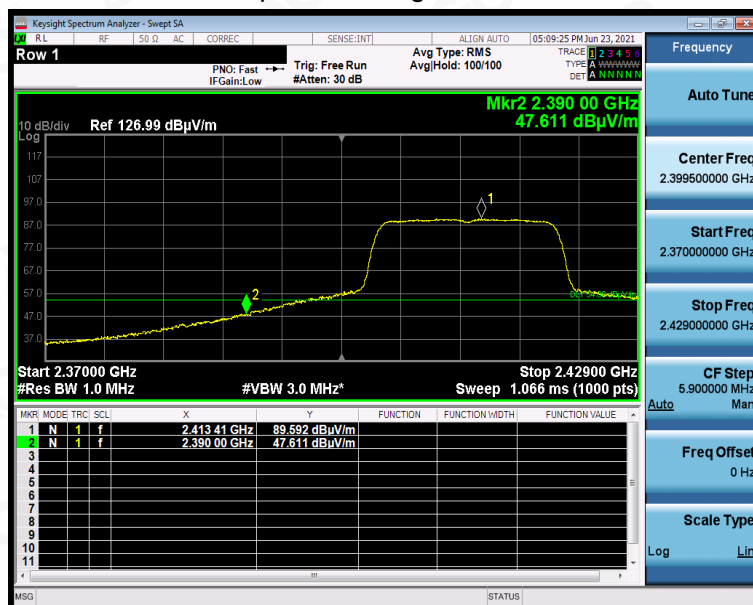 Keysight Spectrum Analyzer - Swept SA
RL RF 50 Ω AC CORREC SENSE:INT ALIGN AUTO 05:09:25 PM Jun 23, 2021
Row 1
PNO: Fast
IFGain:Low
Trig: Free Run
#Atten: 30 dB
Avg Type: RMS
Avg|Hold: 100/100
TRACE 1 2 3 4 5 6
TYPE A WWWWW
DET A N N N N N
Mkr2 2.390 00 GHz
47.611 dBµV/m
10 dB/div Ref 126.99 dBµV/m
Log
117
107
97.0
87.0
77.0
67.0
57.0
47.0
37.0
1
2
Start 2.37000 GHz Stop 2.42900 GHz
#Res BW 1.0 MHz #VBW 3.0 MHz* Sweep 1.066 ms (1000 pts)
MKR MODE TRC SCL X Y FUNCTION FUNCTION WIDTH FUNCTION VALUE
1 N 1 f 2.413 41 GHz 89.592 dBµV/m
2 N 1 f 2.390 00 GHz 47.611 dBµV/m
3
4
5
6
7
8
9
10
11
MSG STATUS
Frequency
Auto Tune
Center Freq
2.399500000 GHz
Start Freq
2.370000000 GHz
Stop Freq
2.429000000 GHz
CF Step
5.900000 MHz
Auto Man
Freq Offset
0 Hz
Scale Type
Log Lin